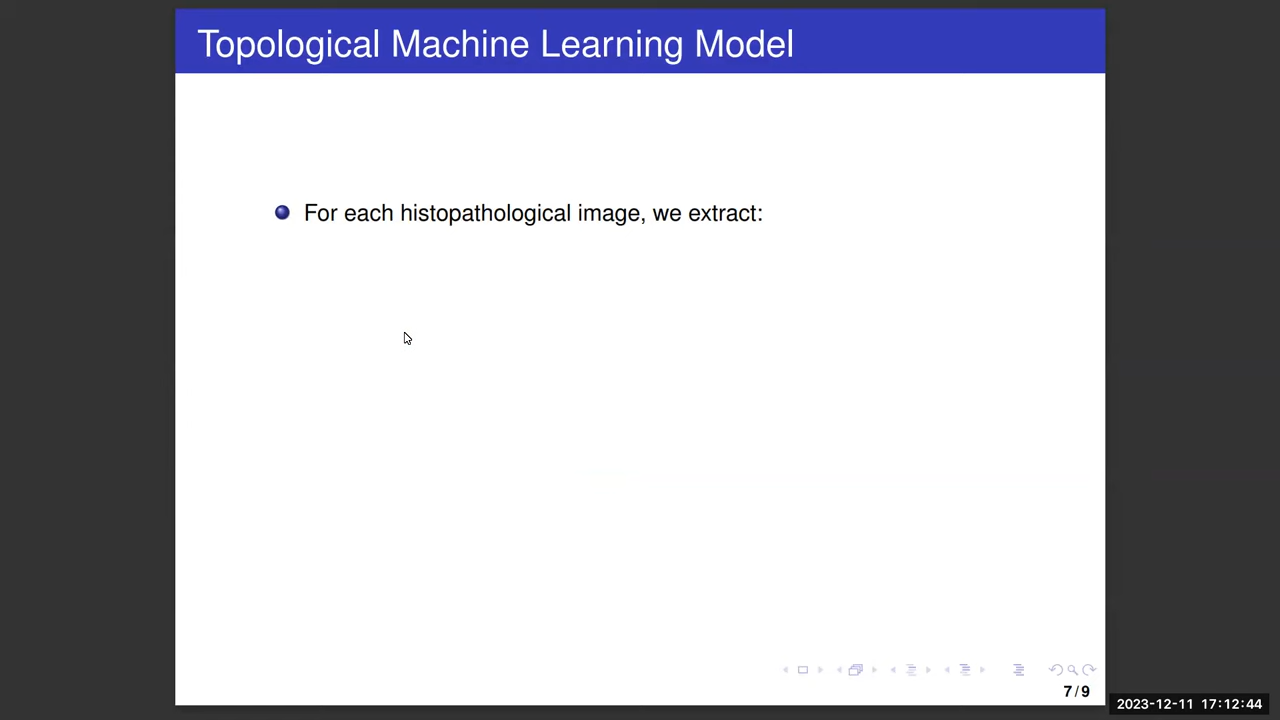 Topological Machine Learning Model
For each histopathological image, we extract:
7 / 9
2023-12-11 17:12:44